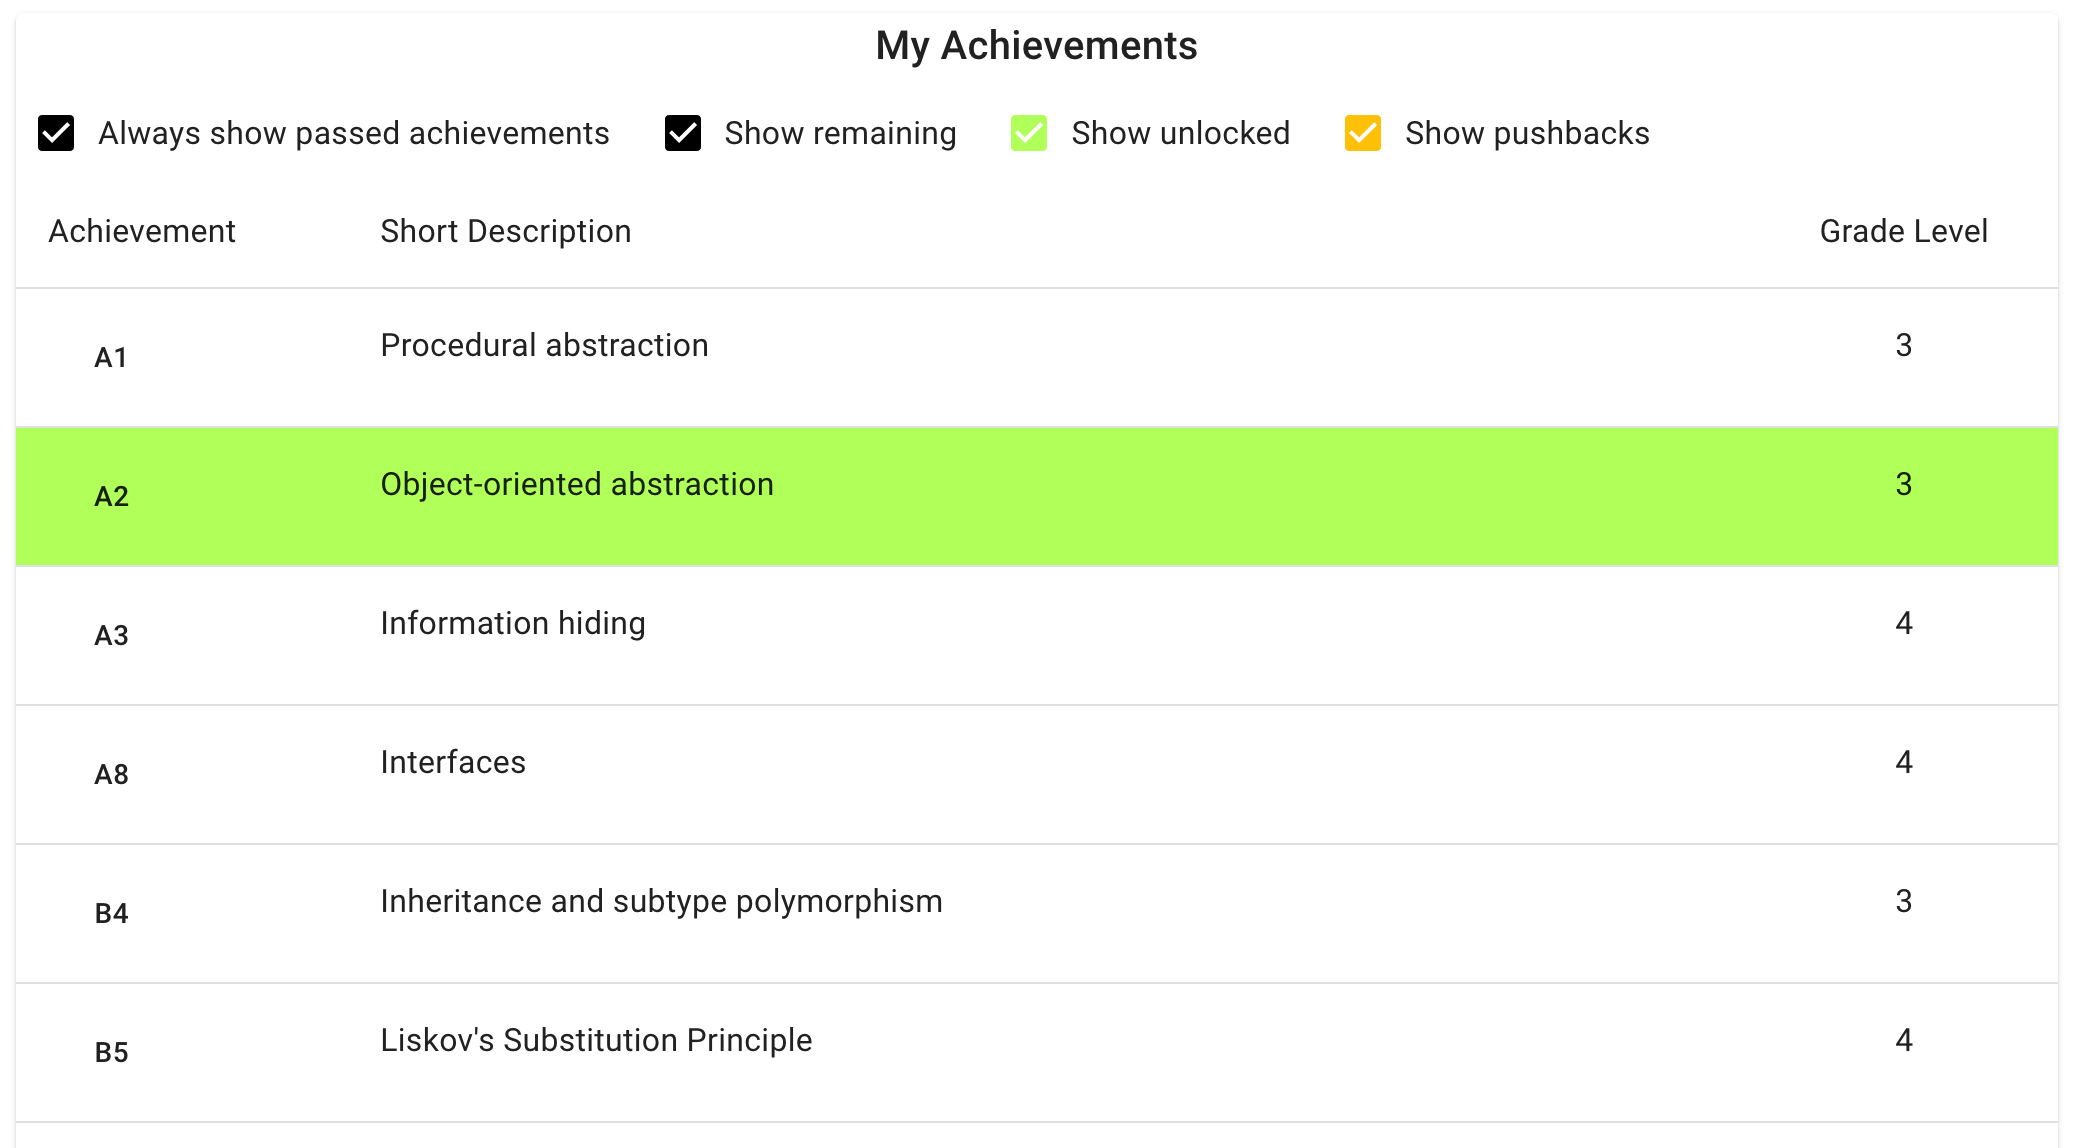 My Achievements
Always show passed achievements Show remaining Show unlocked Show pushbacks
Achievement Short Description Grade Level
A1 Procedural abstraction 3
A2 Object-oriented abstraction 3
A3 Information hiding 4
A8 Interfaces 4
B4 Inheritance and subtype polymorphism 3
B5 Liskov's Substitution Principle 4